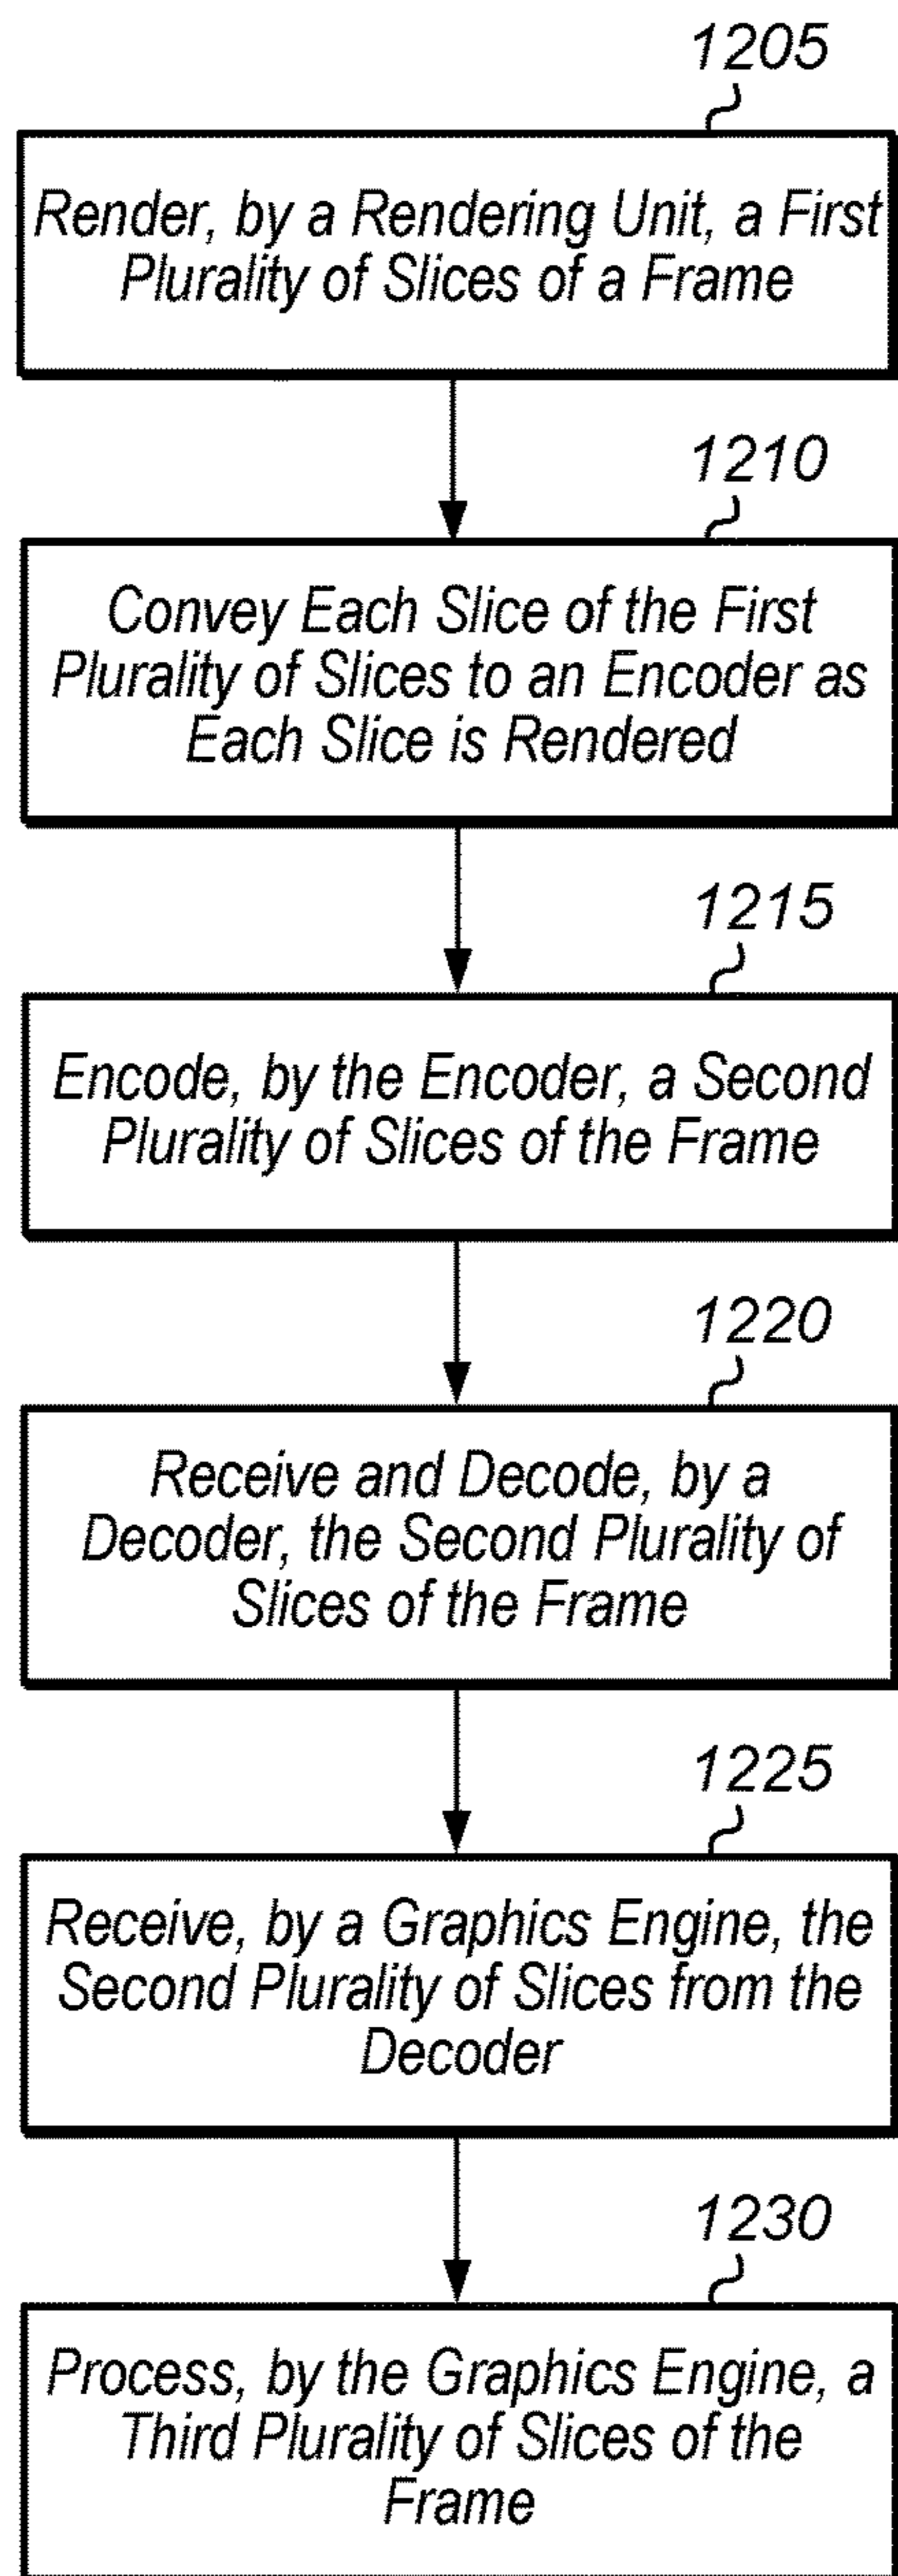 1205
Render, by a Rendering Unit, a First
Plurality of Slices of a Frame
1210
Convey Each Slice of the First
Plurality of Slices to an Encoder as
Each Slice is Rendered
1215
Encode, by the Encoder, a Second
Plurality of Slices of the Frame
1220
Receive and Decode, by a
Decoder, the Second Plurality of
Slices of the Frame
1225
Receive, by a Graphics Engine, the
Second Plurality of Slices from the
Decoder
1230
Process, by the Graphics Engine, a
Third Plurality of Slices of the
Frame